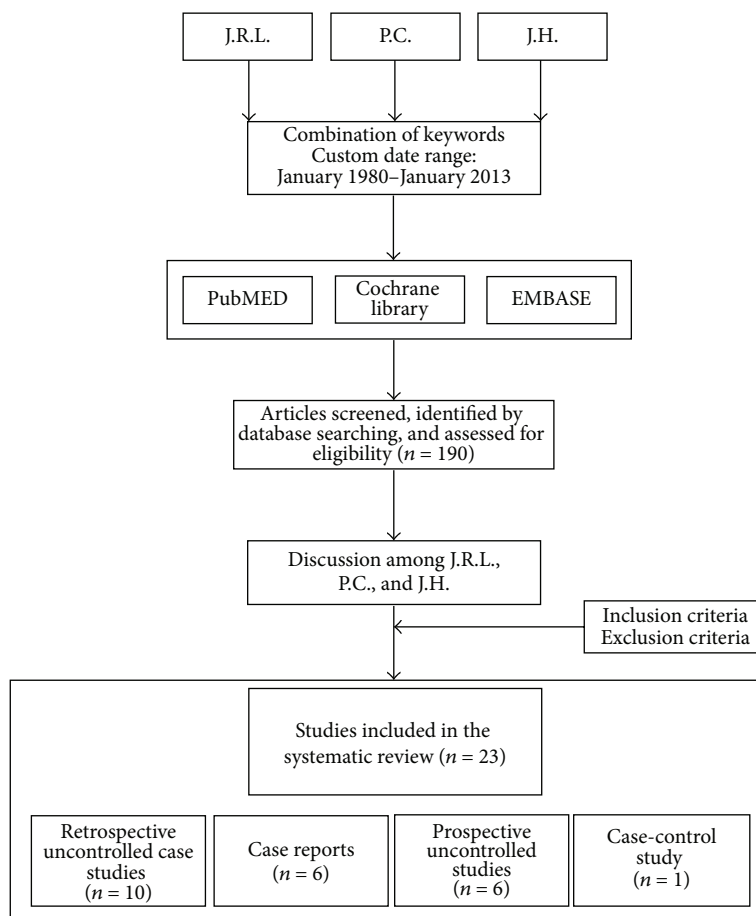 J.R.L.
P.C.
J.H.
Combination of keywords
Custom date range:
January 1980–January 2013
PubMED
Cochrane
library
EMBASE
Articles screened, identified by
database searching, and assessed for
eligibility (n = 190)
Discussion among J.R.L.,
P.C., and J.H.
Inclusion criteria
Exclusion criteria
Studies included in the
systematic review (n = 23)
Retrospective
uncontrolled case
studies
(n = 10)
Case reports
(n = 6)
Prospective
uncontrolled studies
(n = 6)
Case-control
study
(n = 1)